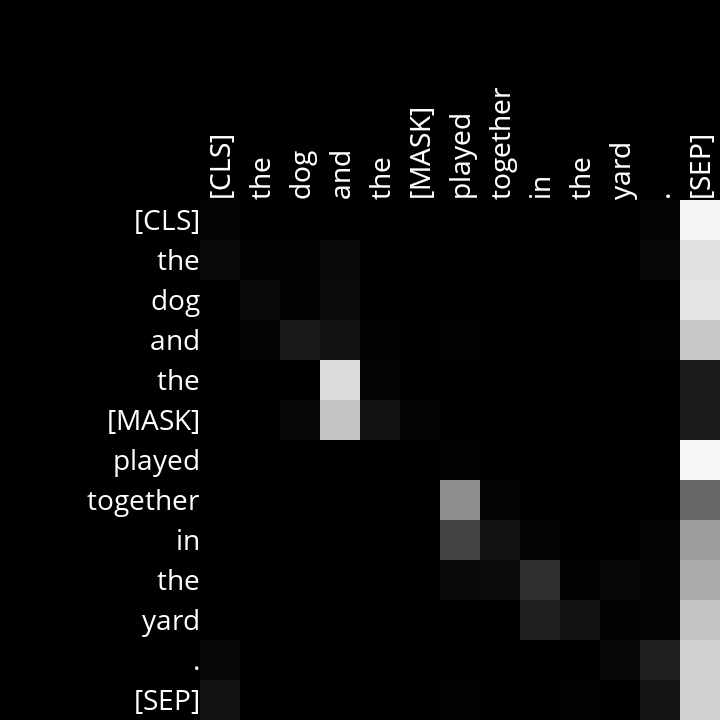 [CLS] the dog and the [MASK] played together in the yard . [SEP]
[CLS]
the
dog
and
the
[MASK]
played
together
in
the
yard
.
[SEP]